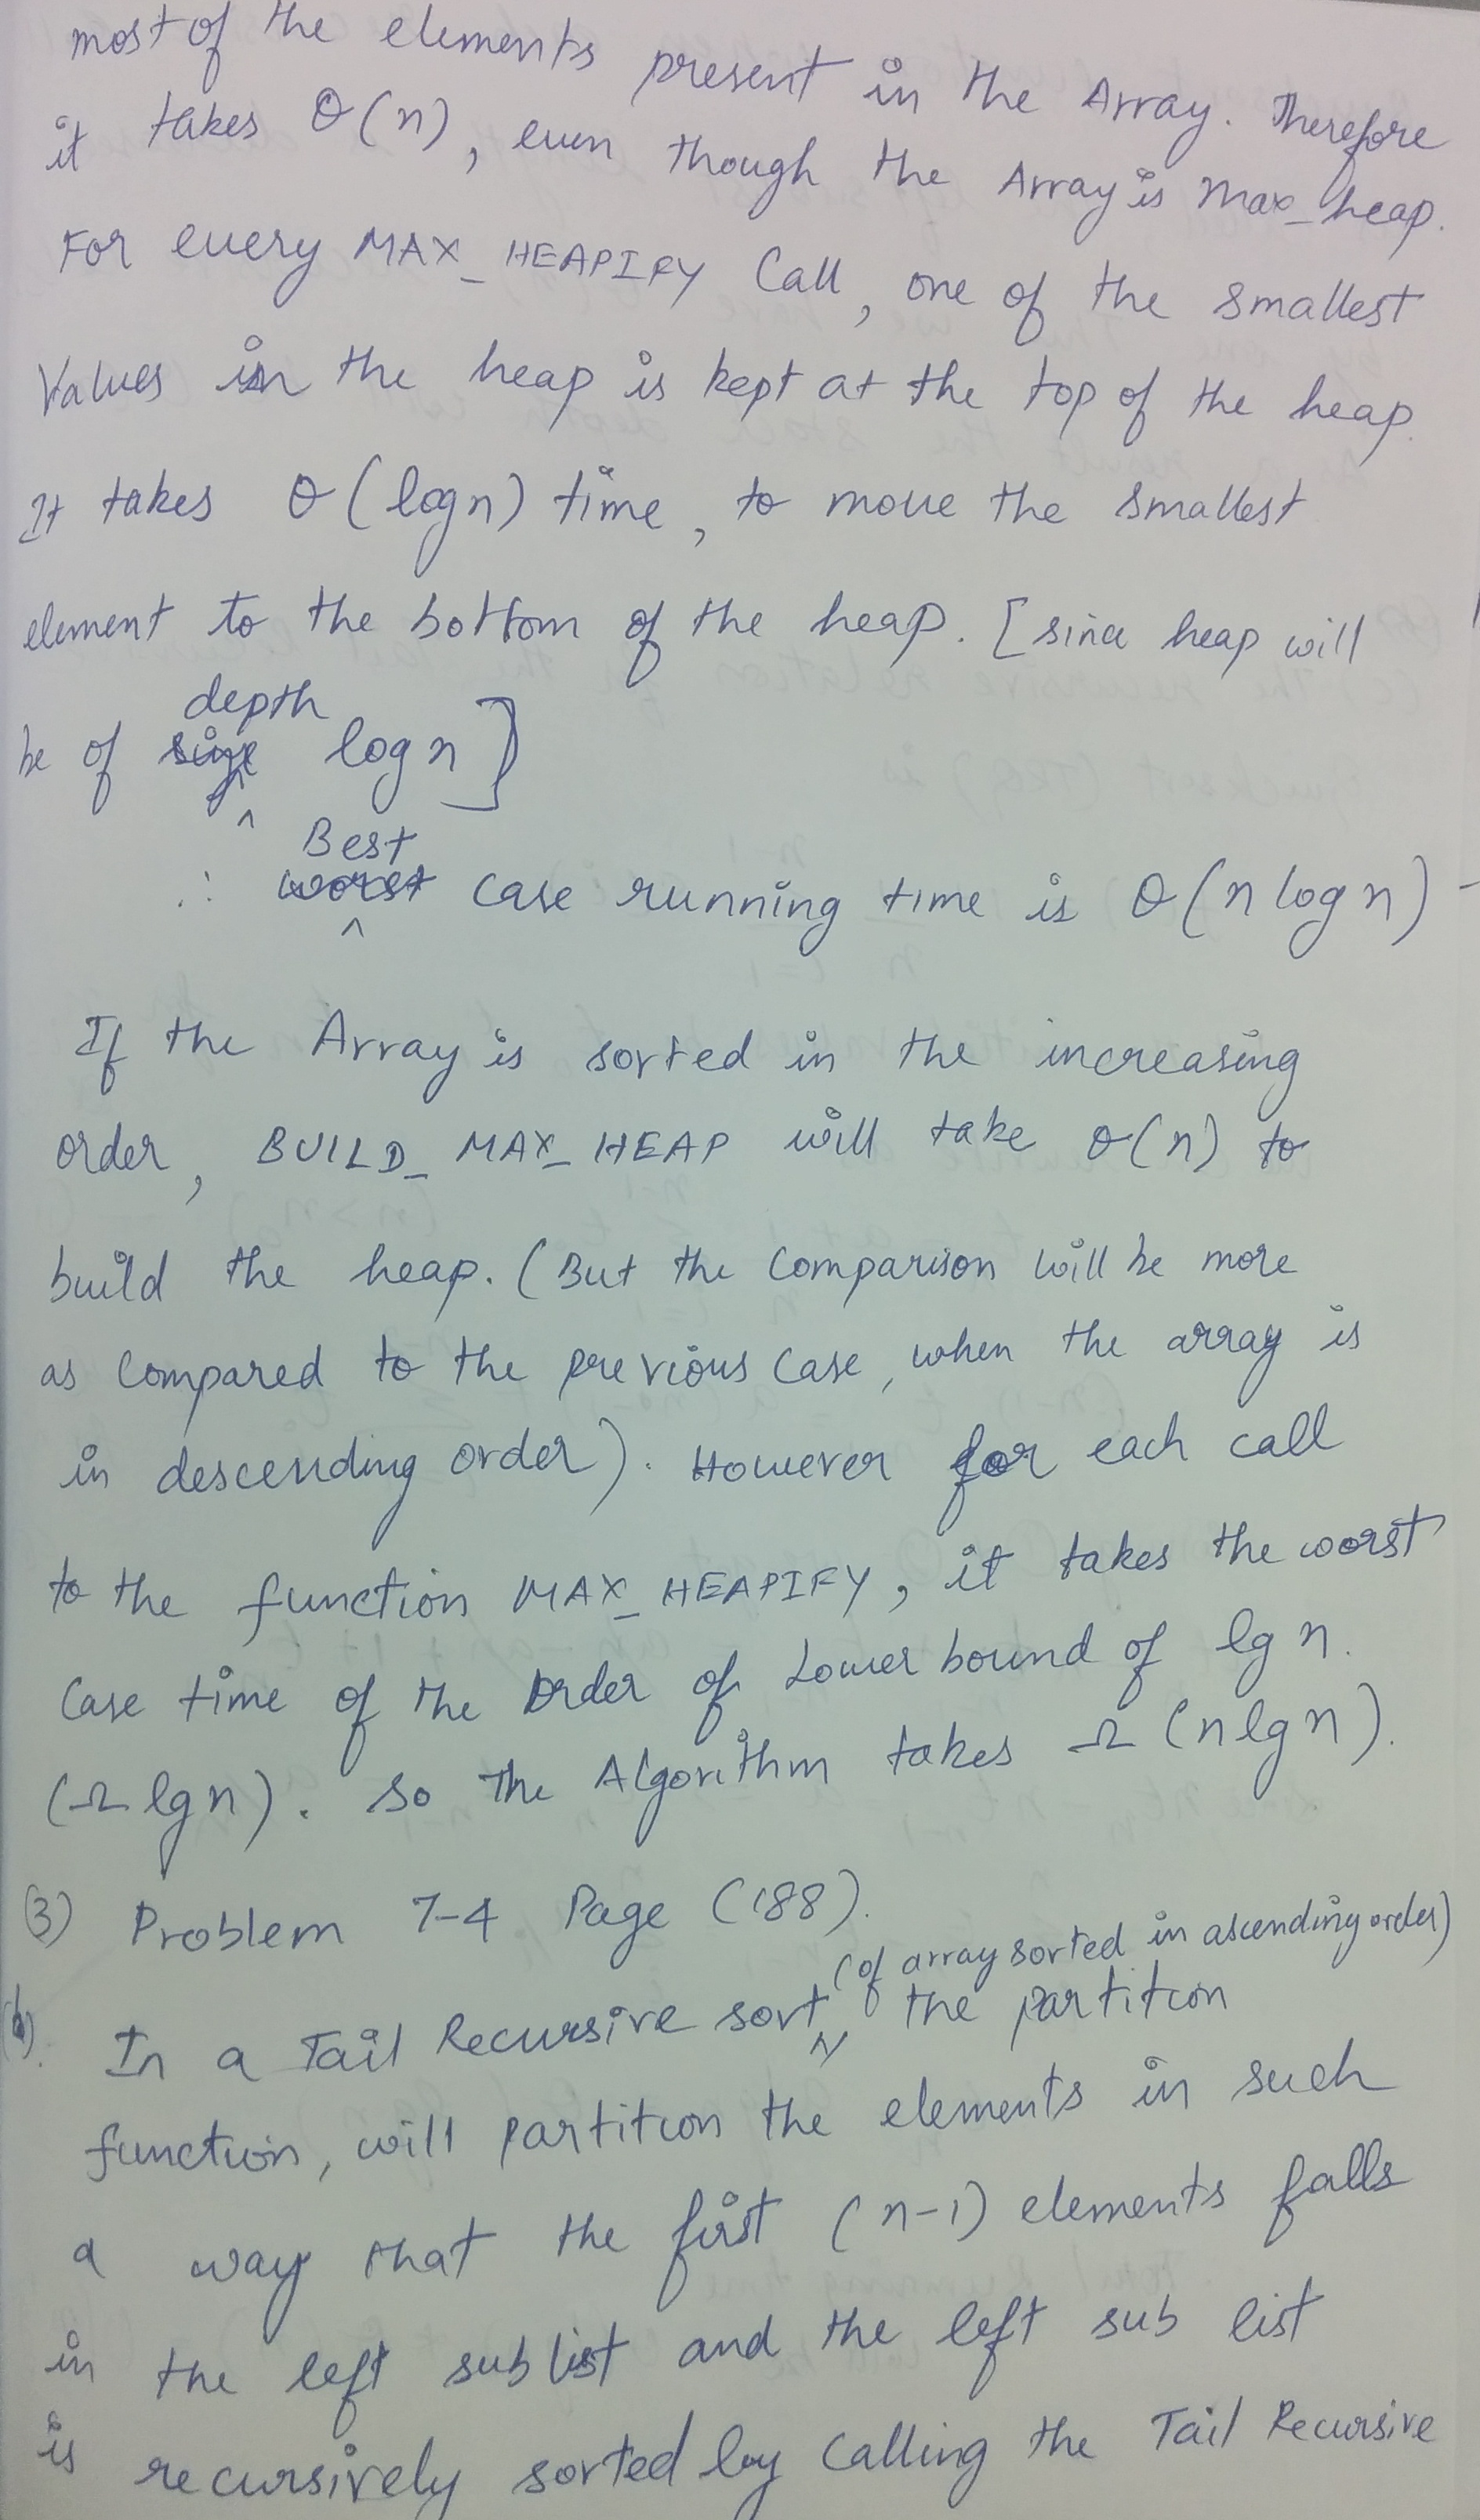 most of the elements present in the Array. Therefore
it takes θ(n), even though the Array is max_heap.
For every MAX_HEAPIFY Call, one of the smallest
Values in the heap is kept at the top of the heap.
It takes θ(log n) time, to move the smallest
element to the bottom of the heap. [since heap will
depth
be of size log n]
^
Best
∴ worst case running time is θ(n log n) -
^
If the Array is sorted in the increasing
order, BUILD_MAX_HEAP will take θ(n) to
build the heap. (But the Comparison will be more
as Compared to the previous Case, when the array is
in descending order). However for each call
to the function MAX_HEAPIFY, it takes the worst
Case time of the order of Lower bound of lg n.
(Ω lg n). So the Algorithm takes Ω(n lg n).
(3) Problem 7-4 Page (188).
(of array sorted in ascending order)
(b). In a Tail Recursive sort, the partition
function, will partition the elements in such
a way that the first (n-1) elements falls
in the left sub list and the left sub list
is recursively sorted by Calling the Tail Recursive